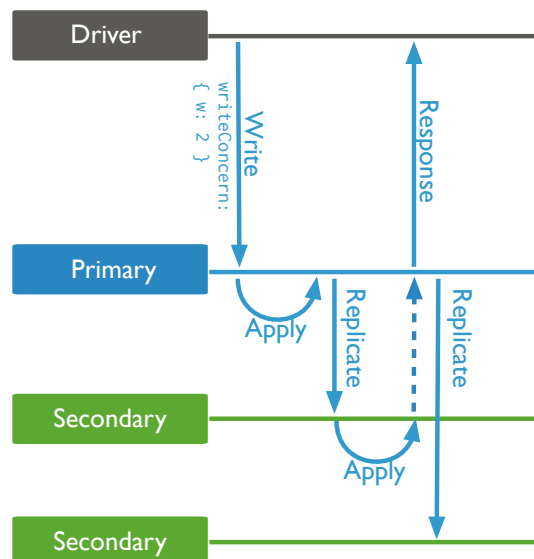 Driver
Write
writeConcern:
{ w: 2 }
Response
Primary
Apply
Replicate
Replicate
Secondary
Apply
Secondary